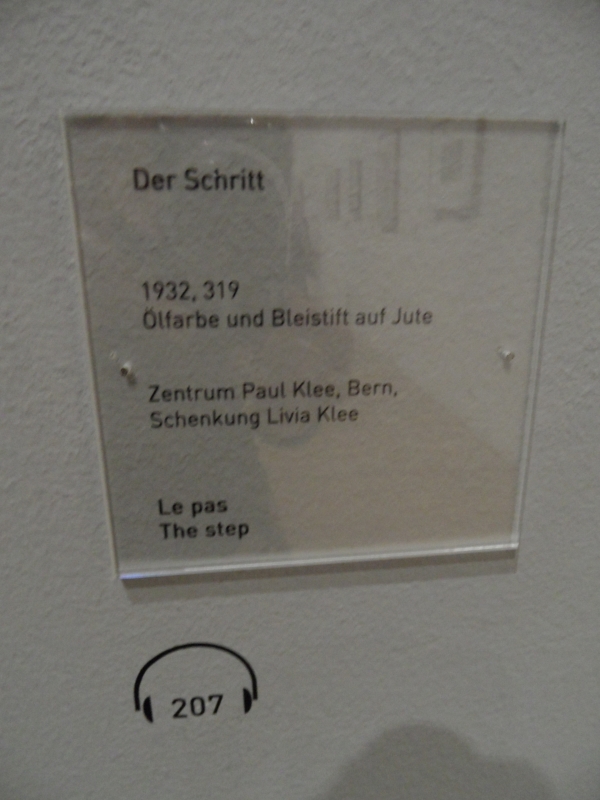 Der Schritt
1932, 319
Ölfarbe und Bleistift auf Jute
Zentrum Paul Klee, Bern,
Schenkung Livia Klee
Le pas
The step
207